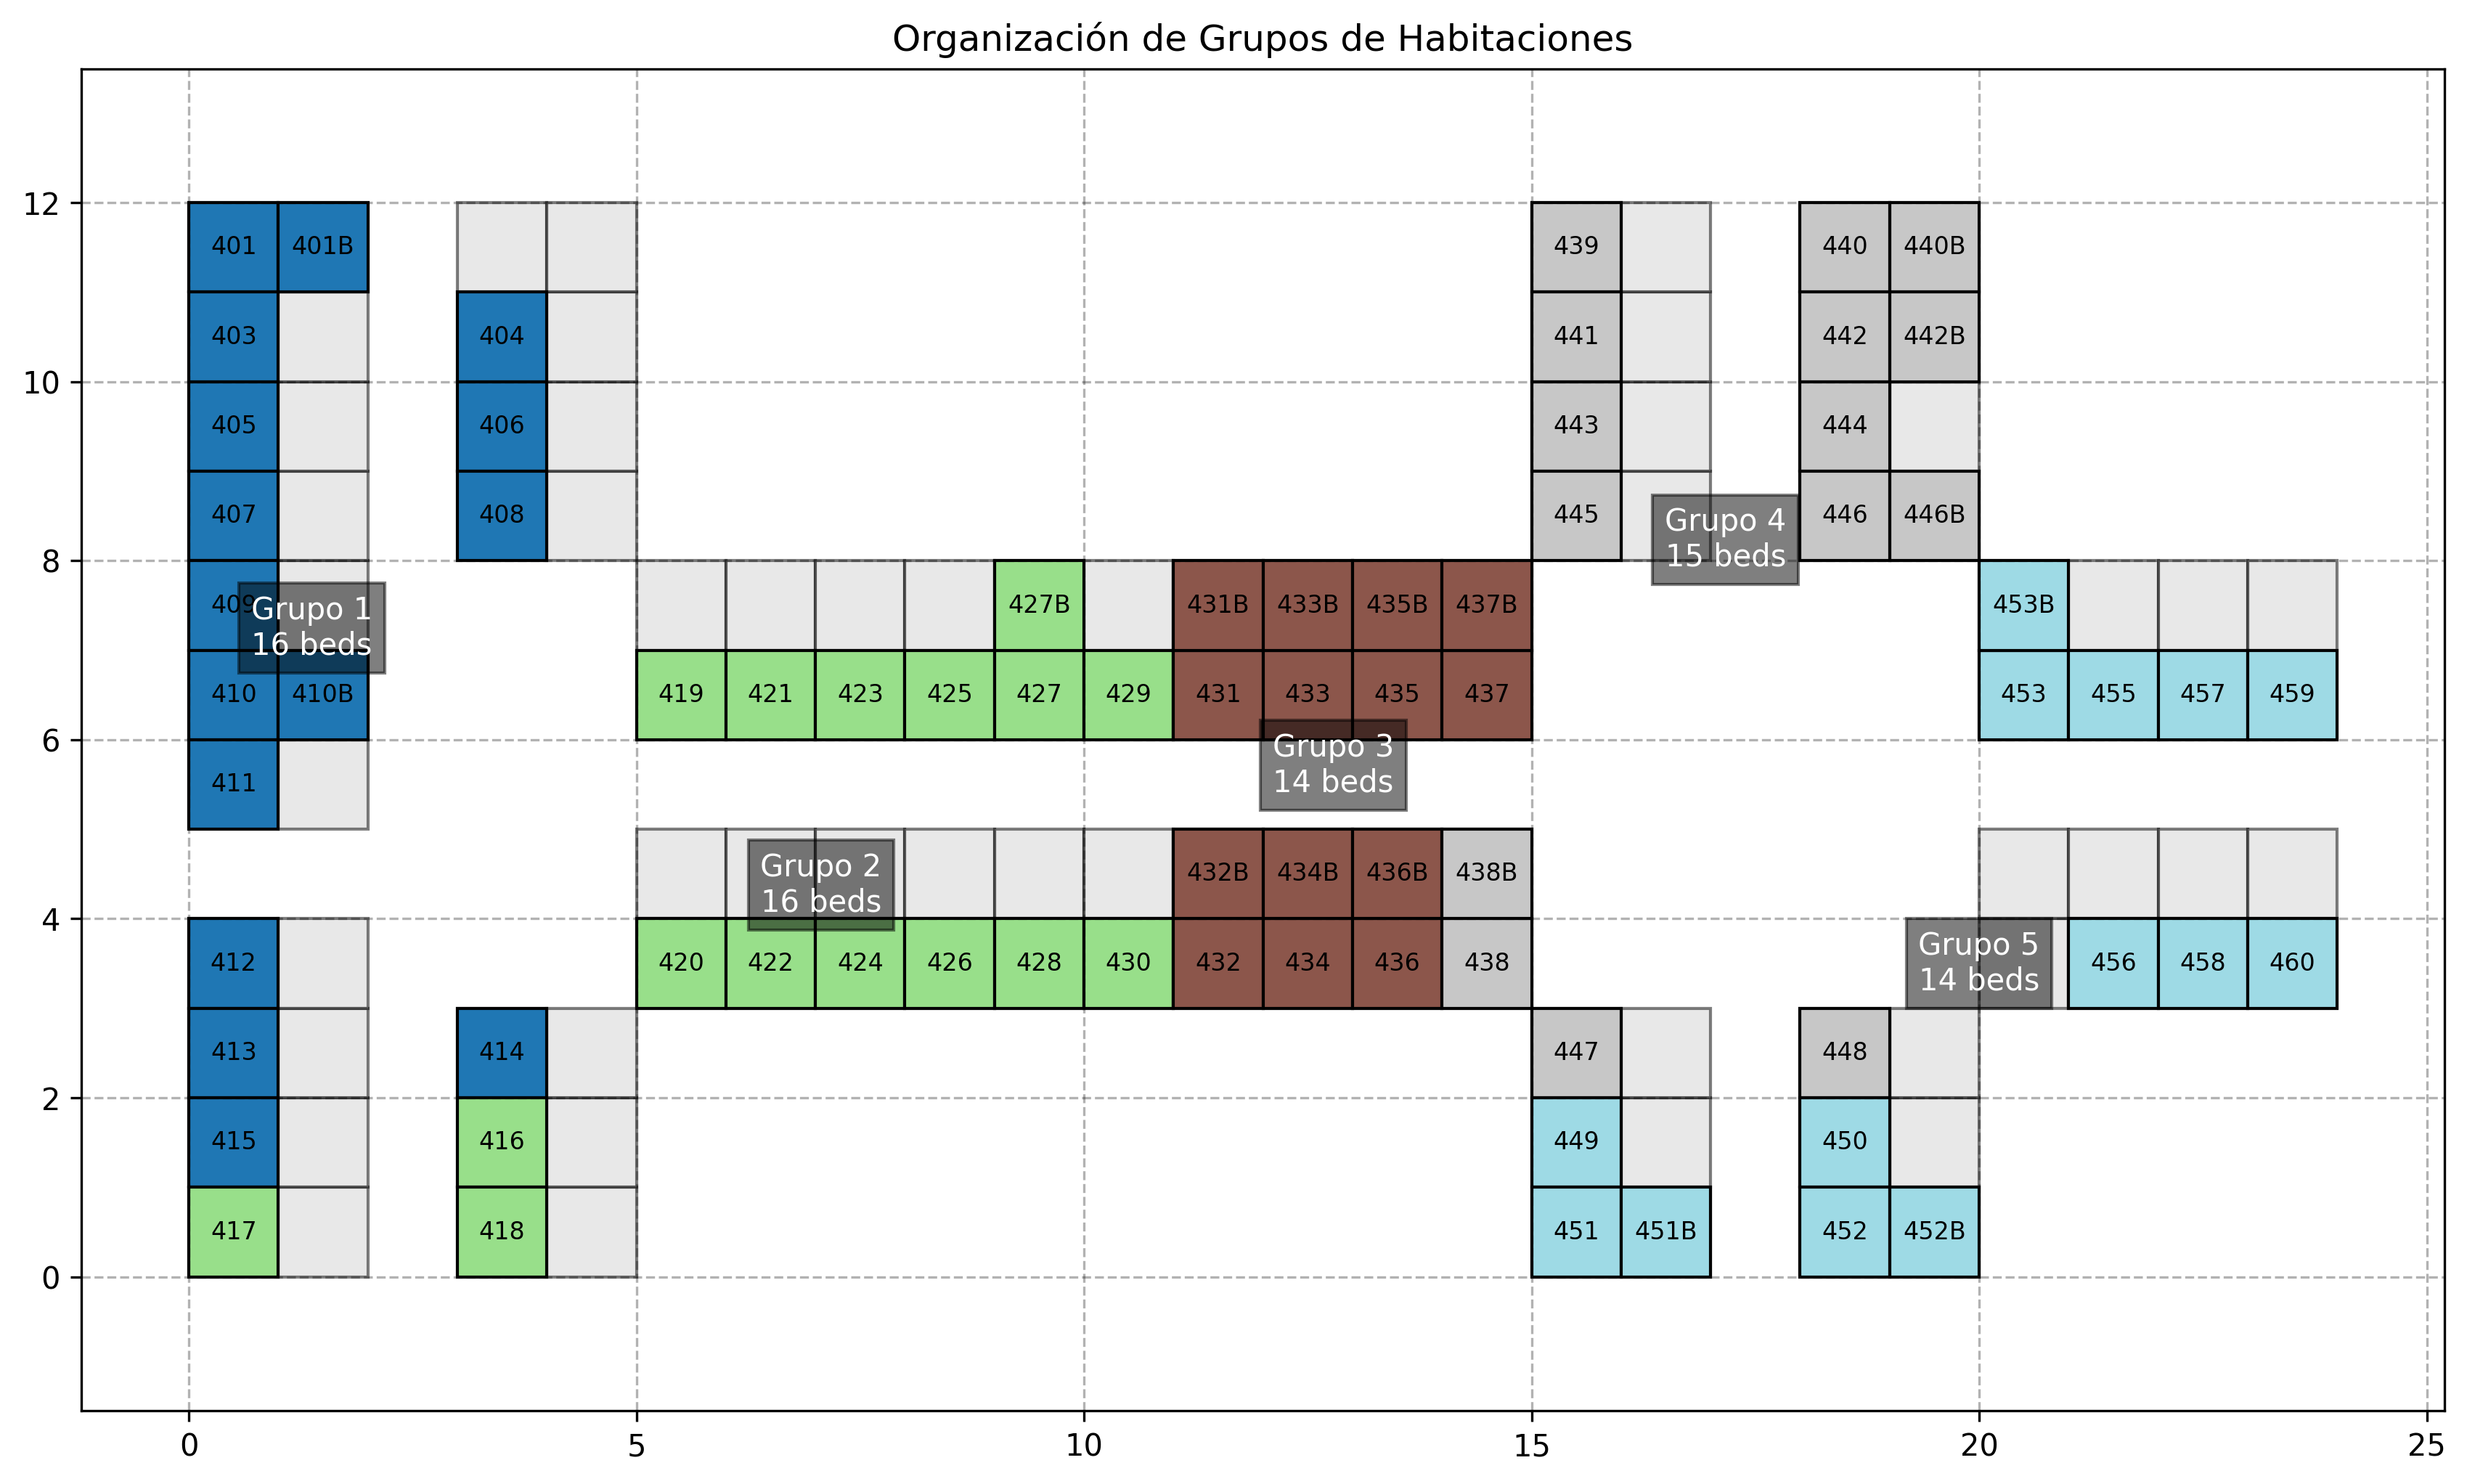 Organización de Grupos de Habitaciones
12
401 401B 439 440 440B
403 404 441 442 442B
10
405 406 443 444
407 408 445 446 446B
Grupo 4
15 beds
8
409 427B 431B 433B 435B 437B 453B
Grupo 1
16 beds
410 410B 419 421 423 425 427 429 431 433 435 437 453 455 457 459
6
Grupo 3
14 beds
411
432B 434B 436B 438B
Grupo 2
16 beds
4
412 420 422 424 426 428 430 432 434 436 438 456 458 460
Grupo 5
14 beds
413 414 447 448
2
415 416 449 450
417 418 451 451B 452 452B
0
0 5 10 15 20 25